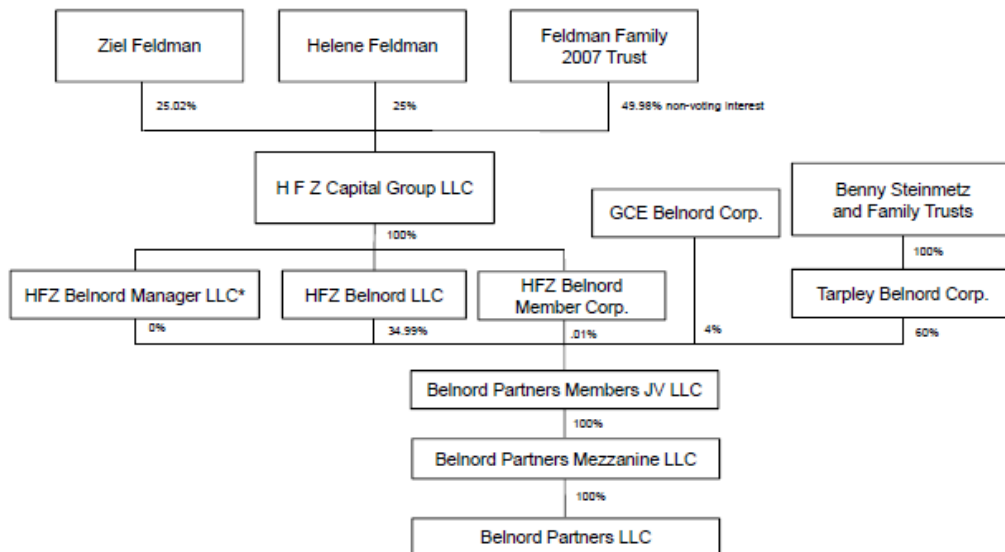 Ziel Feldman
Helene Feldman
Feldman Family
2007 Trust
25.02%
25%
49.98% non-voting interest
H F Z Capital Group LLC
GCE Belnord Corp.
Benny Steinmetz
and Family Trusts
100%
100%
HFZ Belnord Manager LLC*
HFZ Belnord LLC
HFZ Belnord
Member Corp.
Tarpley Belnord Corp.
0%
34.99%
.01%
4%
60%
Belnord Partners Members JV LLC
100%
Belnord Partners Mezzanine LLC
100%
Belnord Partners LLC